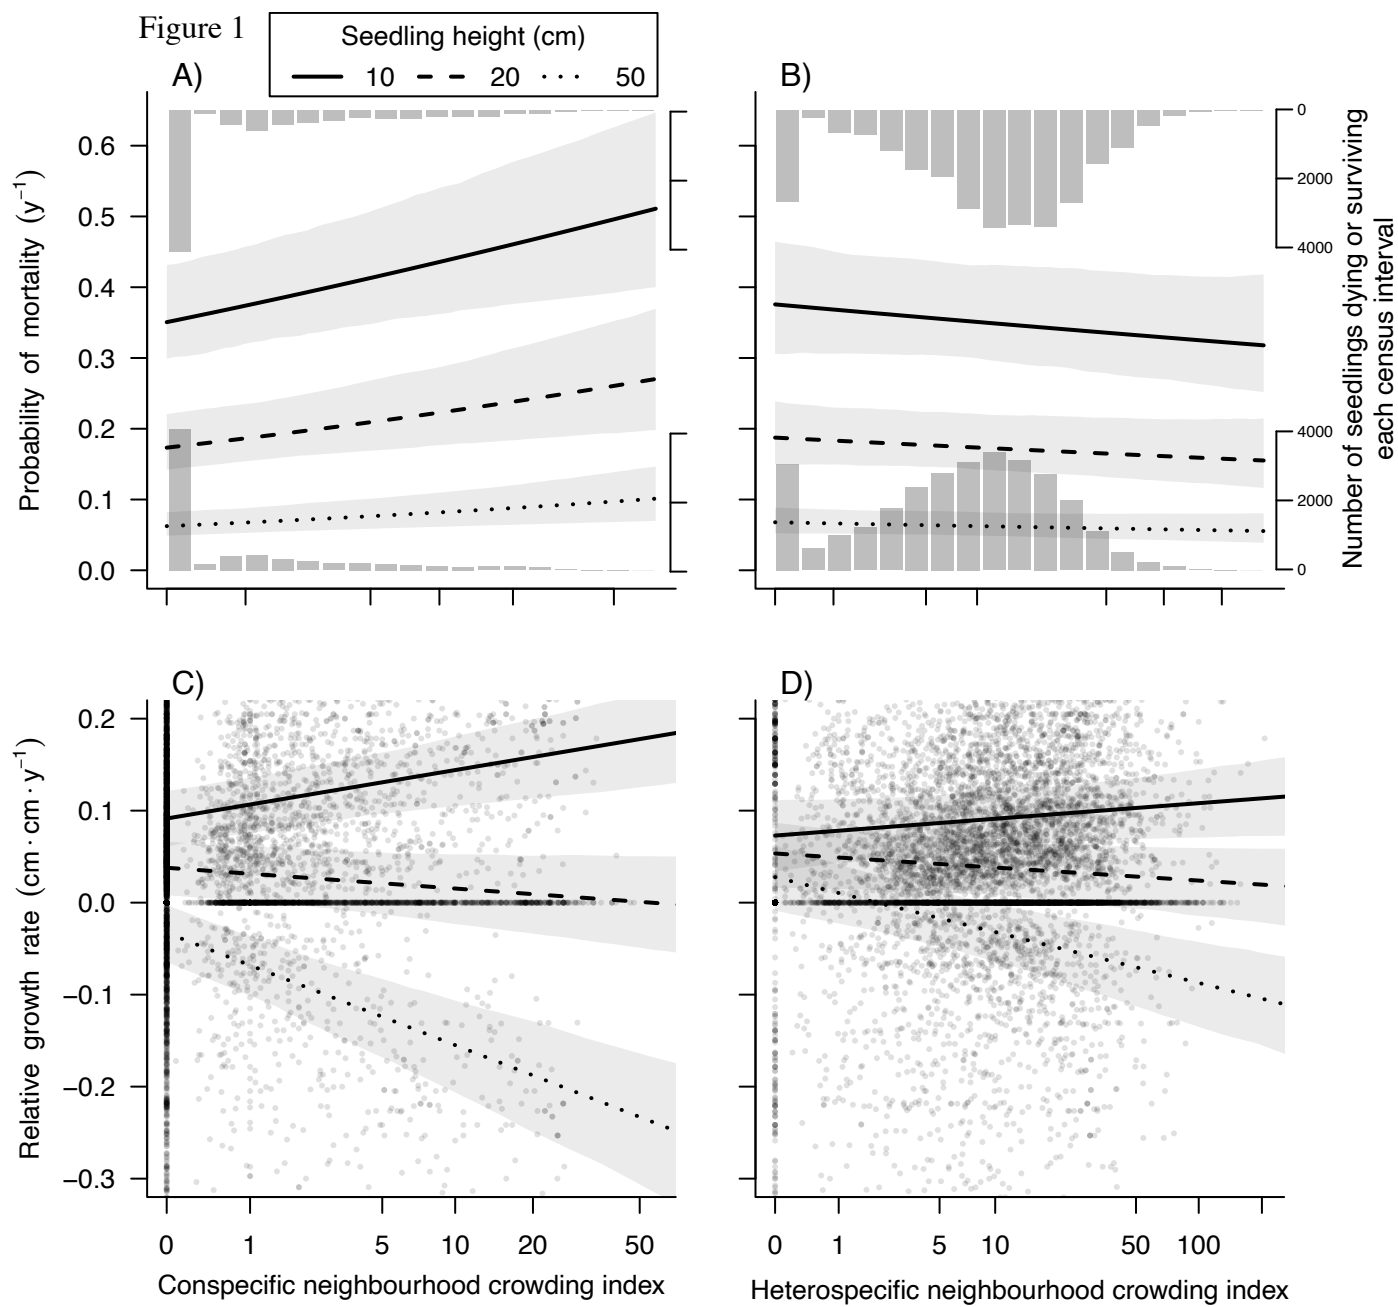 Figure 1
Seedling height (cm)
10 20 50
A)
B)
Probability of mortality (y⁻¹)
0.6
0.5
0.4
0.3
0.2
0.1
0.0
0
2000
4000
4000
2000
0
Number of seedlings dying or surviving
each census interval
C)
D)
Relative growth rate (cm·cm·y⁻¹)
0.2
0.1
0.0
−0.1
−0.2
−0.3
0 1 5 10 20 50
0 1 5 10 50 100
Conspecific neighbourhood crowding index
Heterospecific neighbourhood crowding index